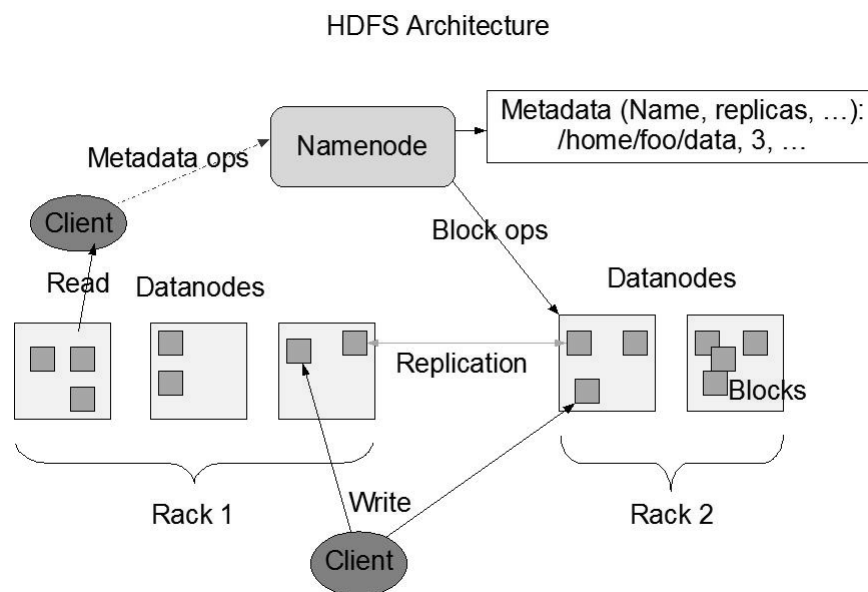 HDFS Architecture
Metadata (Name, replicas, …):
/home/foo/data, 3, …
Namenode
Metadata ops
Client
Block ops
Read
Datanodes
Datanodes
Replication
Blocks
Rack 1
Write
Rack 2
Client